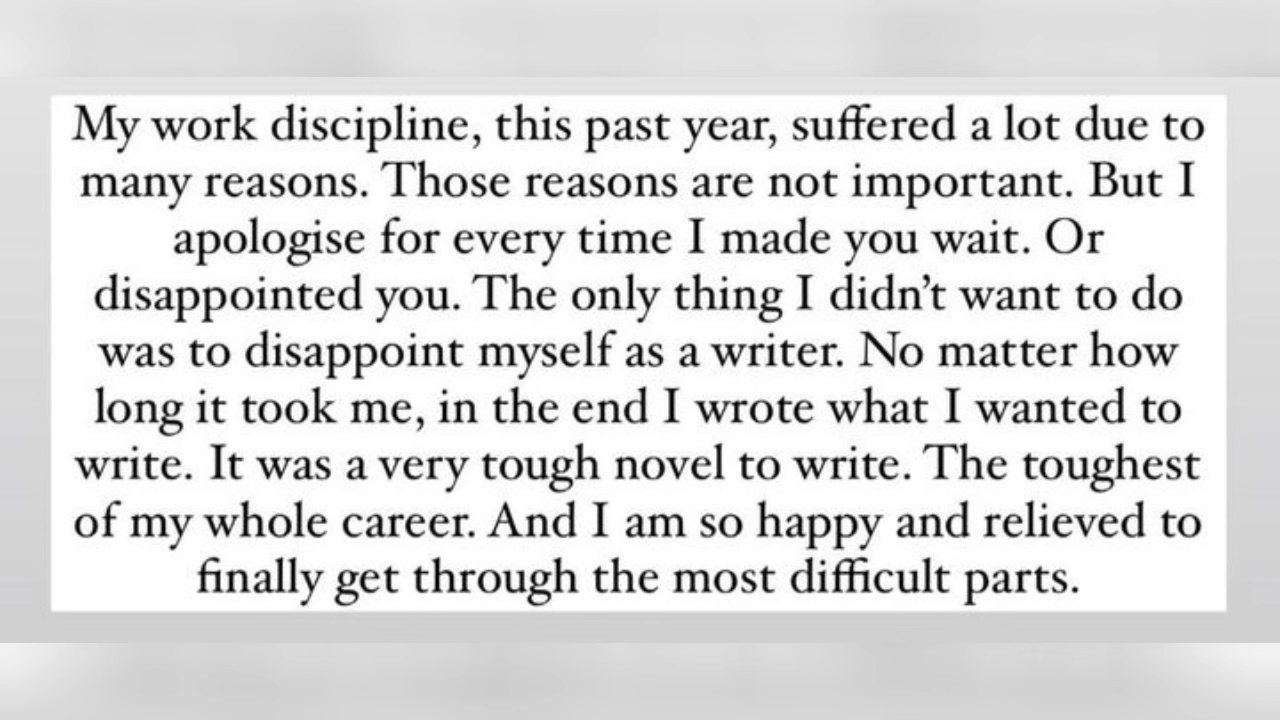 My work discipline, this past year, suffered a lot due to
many reasons. Those reasons are not important. But I
apologise for every time I made you wait. Or
disappointed you. The only thing I didn’t want to do
was to disappoint myself as a writer. No matter how
long it took me, in the end I wrote what I wanted to
write. It was a very tough novel to write. The toughest
of my whole career. And I am so happy and relieved to
finally get through the most difficult parts.